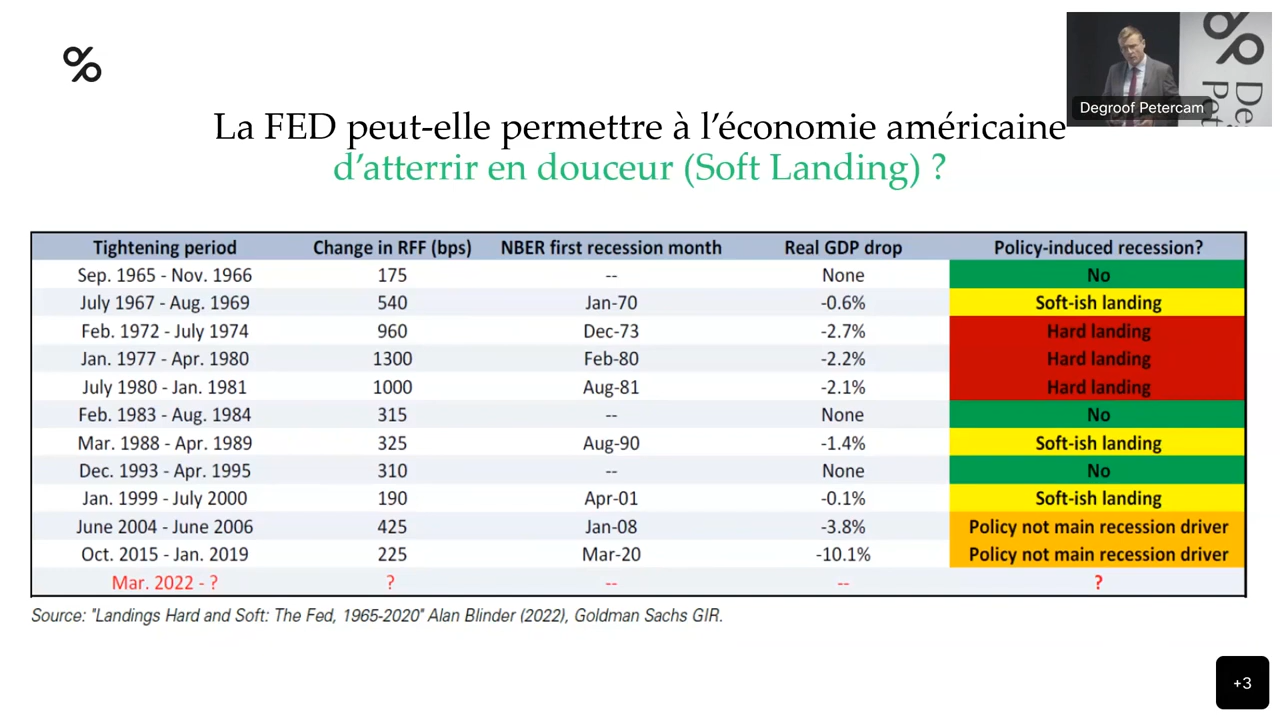 La FED peut-elle permettre à l'économie américaine
d'atterrir en douceur (Soft Landing) ?
Degroof Petercam
Tightening period Change in RFF (bps) NBER first recession month Real GDP drop Policy-induced recession?
Sep. 1965 - Nov. 1966 175 -- None No
July 1967 - Aug. 1969 540 Jan-70 -0.6% Soft-ish landing
Feb. 1972 - July 1974 960 Dec-73 -2.7% Hard landing
Jan. 1977 - Apr. 1980 1300 Feb-80 -2.2% Hard landing
July 1980 - Jan. 1981 1000 Aug-81 -2.1% Hard landing
Feb. 1983 - Aug. 1984 315 -- None No
Mar. 1988 - Apr. 1989 325 Aug-90 -1.4% Soft-ish landing
Dec. 1993 - Apr. 1995 310 -- None No
Jan. 1999 - July 2000 190 Apr-01 -0.1% Soft-ish landing
June 2004 - June 2006 425 Jan-08 -3.8% Policy not main recession driver
Oct. 2015 - Jan. 2019 225 Mar-20 -10.1% Policy not main recession driver
Mar. 2022 - ? ? -- -- ?
Source: "Landings Hard and Soft: The Fed, 1965-2020" Alan Blinder (2022), Goldman Sachs GIR.
+3